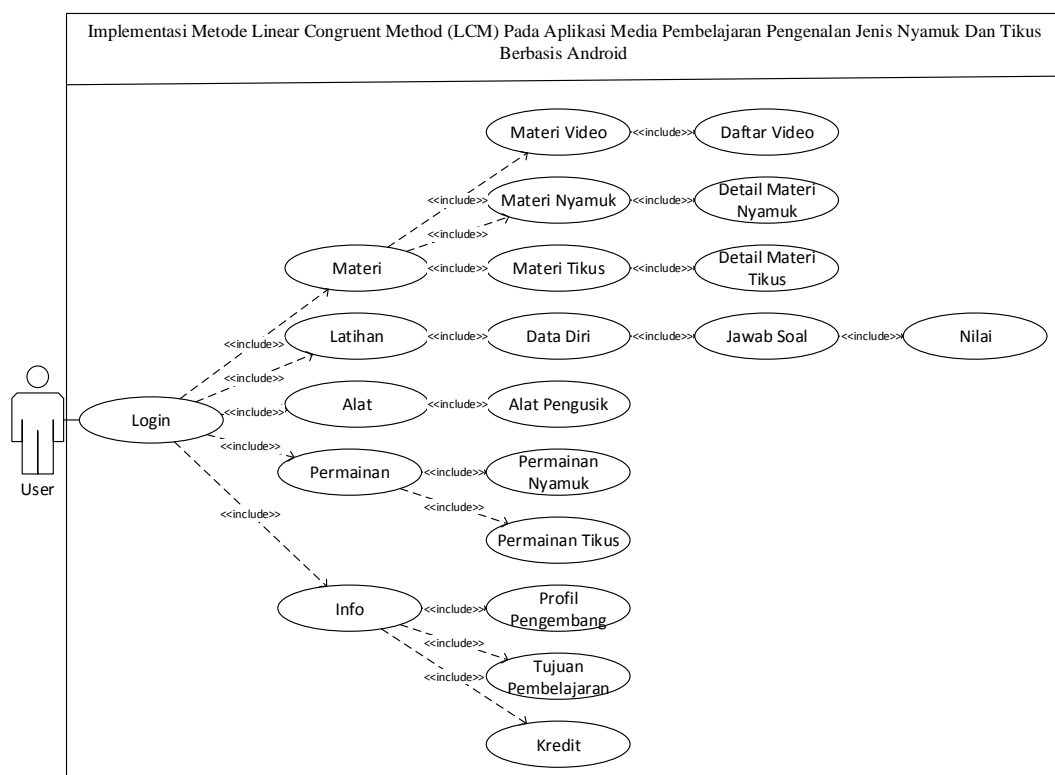 Implementasi Metode Linear Congruent Method (LCM) Pada Aplikasi Media Pembelajaran Pengenalan Jenis Nyamuk Dan Tikus
Berbasis Android
Materi Video
<<include>>
Daftar Video
<<include>>
Materi Nyamuk
<<include>>
Detail Materi
Nyamuk
<<include>>
Materi
<<include>>
Materi Tikus
<<include>>
Detail Materi
Tikus
<<include>>
Latihan
<<include>>
Data Diri
<<include>>
Jawab Soal
<<include>>
Nilai
<<include>>
User
Login
<<include>>
Alat
<<include>>
Alat Pengusik
<<include>>
Permainan
<<include>>
Permainan
Nyamuk
<<include>>
Permainan Tikus
<<include>>
Info
<<include>>
Profil
Pengembang
<<include>>
Tujuan
Pembelajaran
<<include>>
Kredit